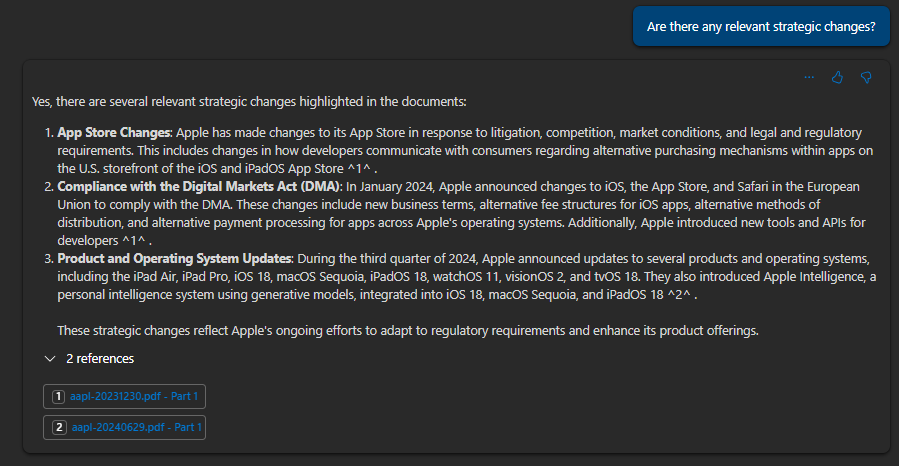 Are there any relevant strategic changes?
...
Yes, there are several relevant strategic changes highlighted in the documents:
1. App Store Changes: Apple has made changes to its App Store in response to litigation, competition, market conditions, and legal and regulatory
requirements. This includes changes in how developers communicate with consumers regarding alternative purchasing mechanisms within apps on
the U.S. storefront of the iOS and iPadOS App Store ^1^ .
2. Compliance with the Digital Markets Act (DMA): In January 2024, Apple announced changes to iOS, the App Store, and Safari in the European
Union to comply with the DMA. These changes include new business terms, alternative fee structures for iOS apps, alternative methods of
distribution, and alternative payment processing for apps across Apple's operating systems. Additionally, Apple introduced new tools and APIs for
developers ^1^ .
3. Product and Operating System Updates: During the third quarter of 2024, Apple announced updates to several products and operating systems,
including the iPad Air, iPad Pro, iOS 18, macOS Sequoia, iPadOS 18, watchOS 11, visionOS 2, and tvOS 18. They also introduced Apple Intelligence, a
personal intelligence system using generative models, integrated into iOS 18, macOS Sequoia, and iPadOS 18 ^2^ .
These strategic changes reflect Apple's ongoing efforts to adapt to regulatory requirements and enhance its product offerings.
2 references
1 aapl-20231230.pdf - Part 1
2 aapl-20240629.pdf - Part 1